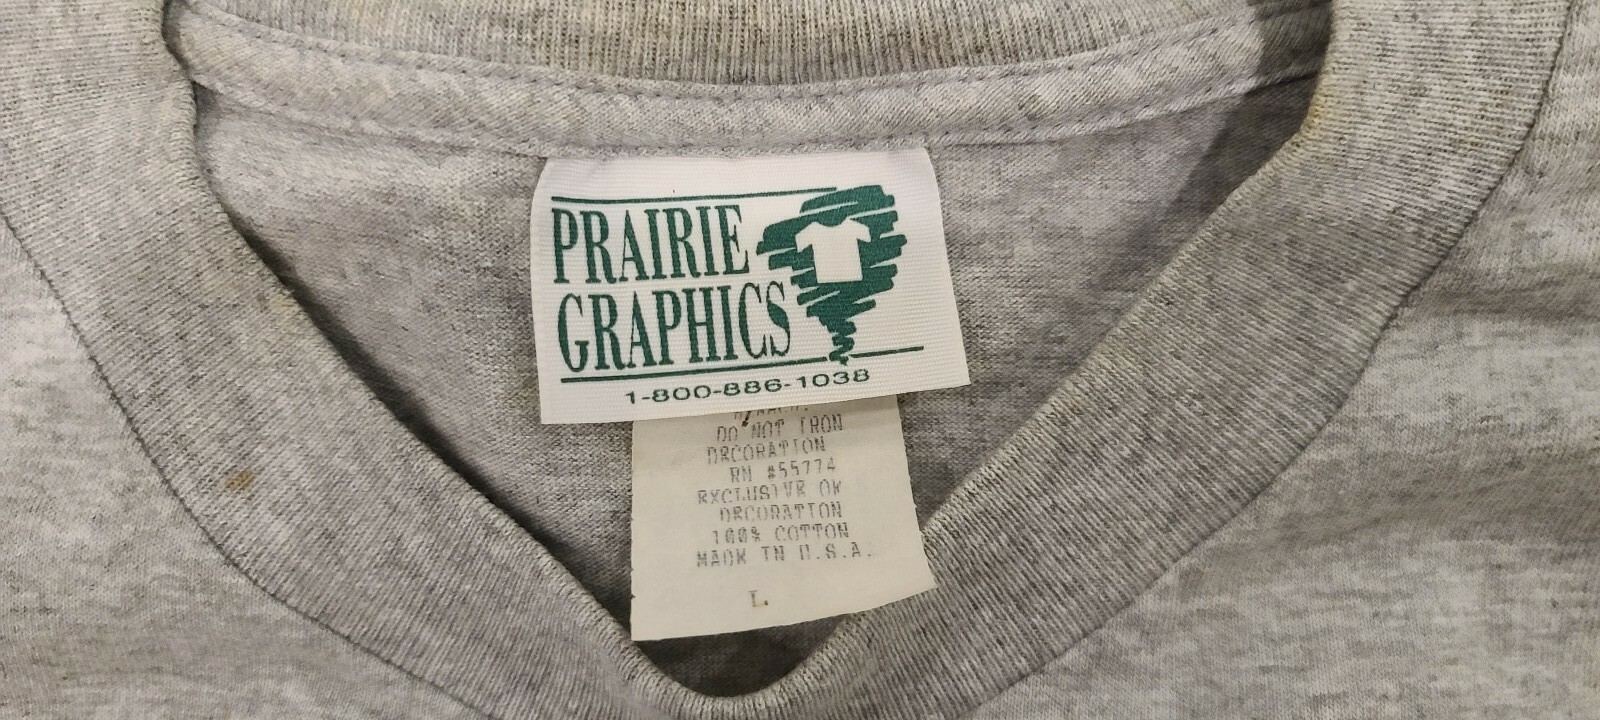 PRAIRIE
GRAPHICS
1-800-886-1038
DO NOT IRON
DECORATION
RN #55774
EXCLUSIVE OF
DECORATION
100% COTTON
MADE IN U.S.A.
L.